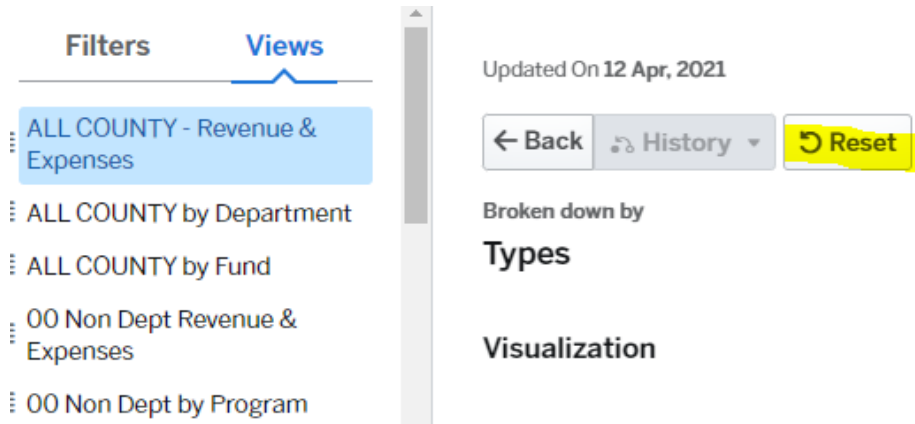 Filters
Views
ALL COUNTY - Revenue &
Expenses
ALL COUNTY by Department
ALL COUNTY by Fund
00 Non Dept Revenue &
Expenses
00 Non Dept by Program
Updated On 12 Apr, 2021
Back
History
Reset
Broken down by
Types
Visualization